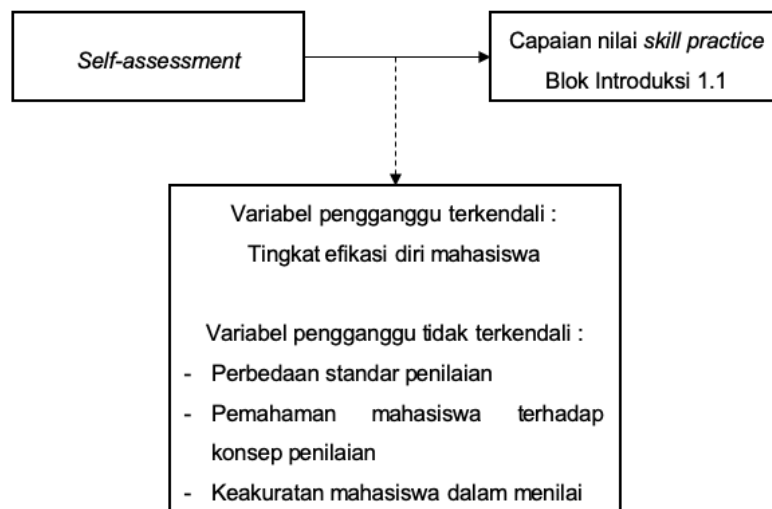 Self-assessment
Capaian nilai skill practice
Blok Introduksi 1.1
Variabel pengganggu terkendali :
Tingkat efikasi diri mahasiswa
Variabel pengganggu tidak terkendali :
- Perbedaan standar penilaian
- Pemahaman mahasiswa terhadap
konsep penilaian
- Keakuratan mahasiswa dalam menilai